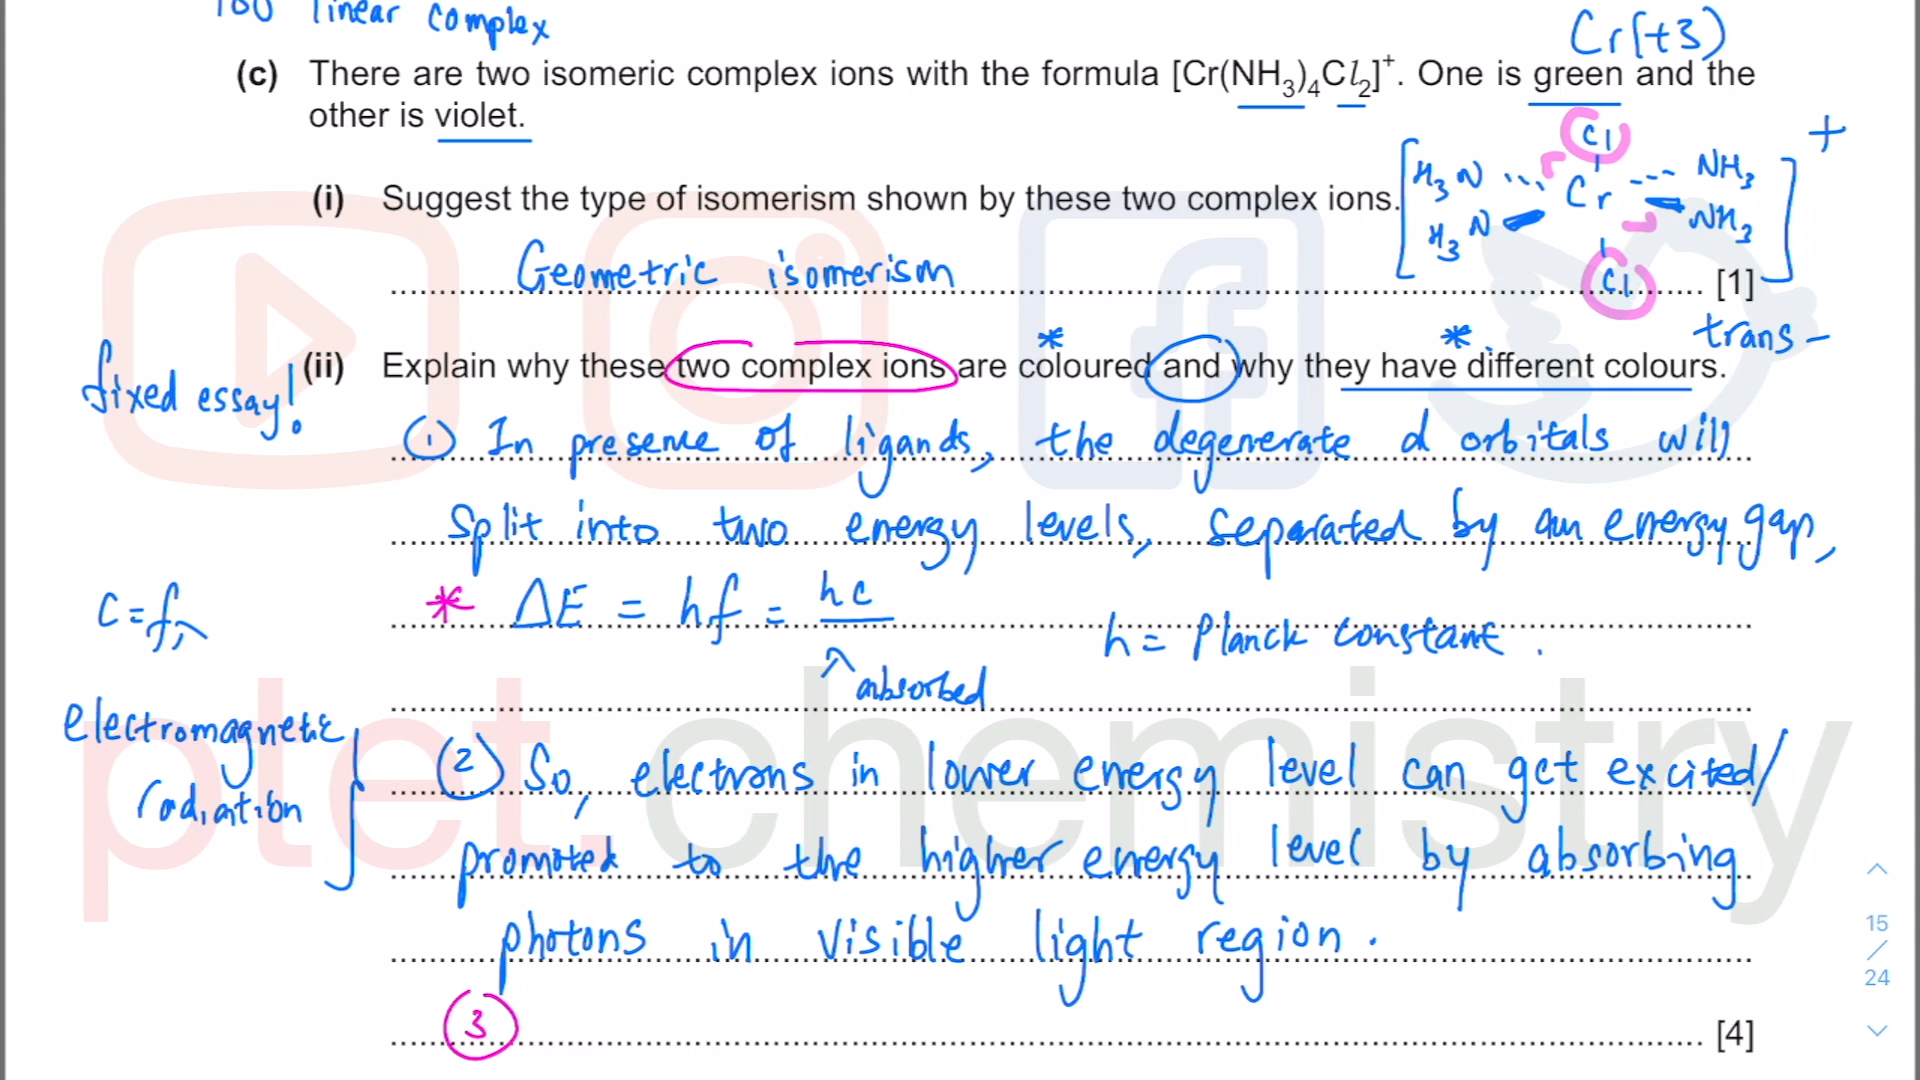 180 linear complex
Cr(+3)
(c) There are two isomeric complex ions with the formula [Cr(NH₃)₄Cl₂]⁺. One is green and the
other is violet.
[H₃N Cl NH₃]⁺
Cr
H₃N Cl NH₃
trans-
(i) Suggest the type of isomerism shown by these two complex ions.
Geometric isomerism
[1]
fixed essay!
(ii) Explain why these two complex ions are coloured and why they have different colours.
* *
① In presence of ligands, the degenerate d orbitals will
split into two energy levels, separated by an energy gap,
c = fλ
* ΔE = hf = hc/λ
λ absorbed
h = Planck constant.
electromagnetic
radiation }
② So, electrons in lower energy level can get excited/
promoted to the higher energy level by absorbing
photons in visible light region.
③
[4]
plet.chemistry
15
/
24